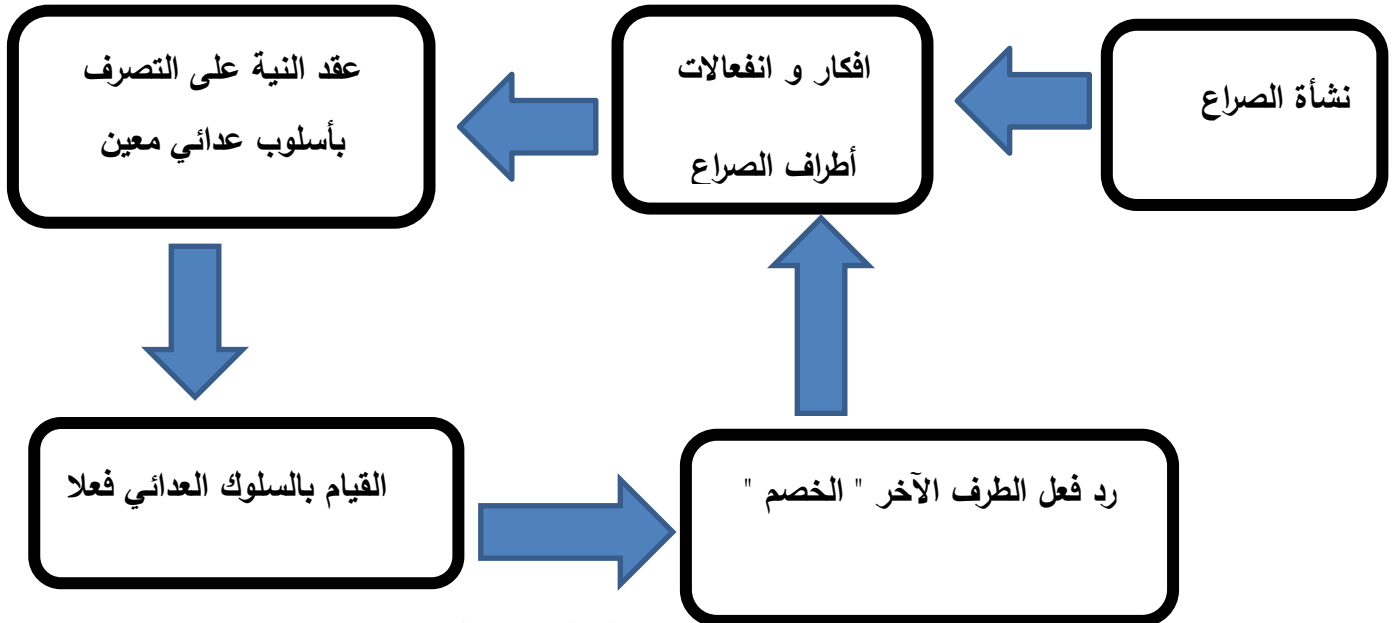 نشأة الصراع
افكار و انفعالات
أطراف الصراع
عقد النية على التصرف
بأسلوب عدائي معين
القيام بالسلوك العدائي فعلا
رد فعل الطرف الآخر " الخصم "